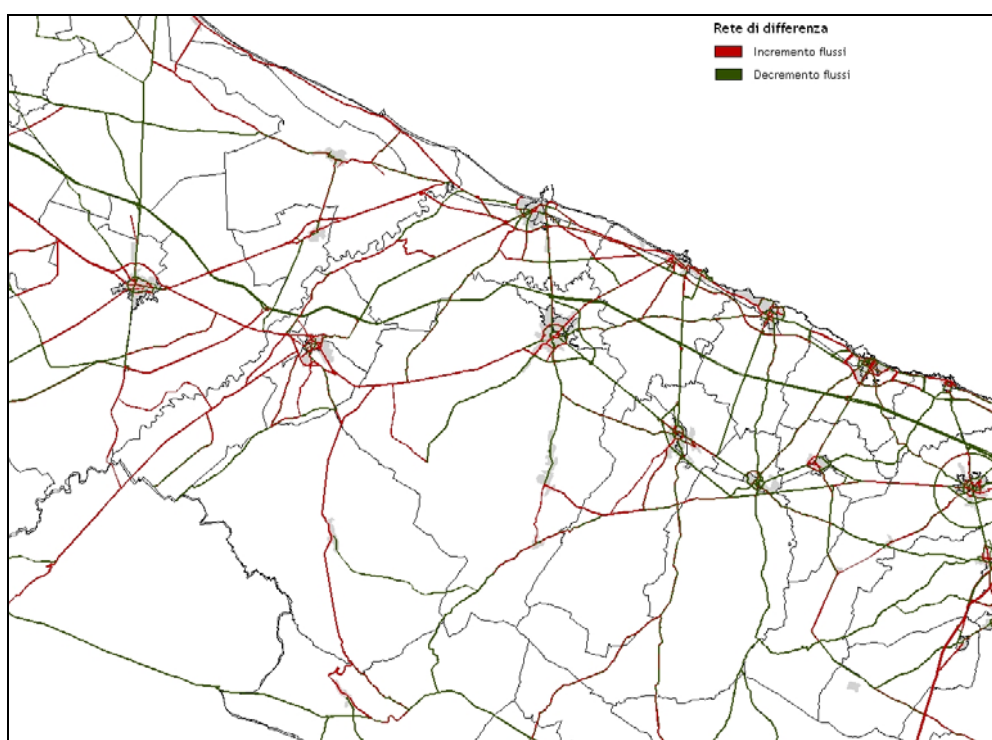 Rete di differenza
Incremento flussi
Decremento flussi